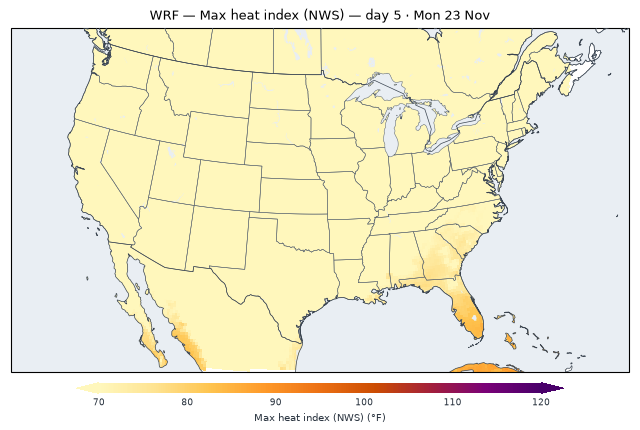 WRF — Max heat index (NWS) — day 5 · Mon 23 Nov
70 80 90 100 110 120
Max heat index (NWS) (°F)